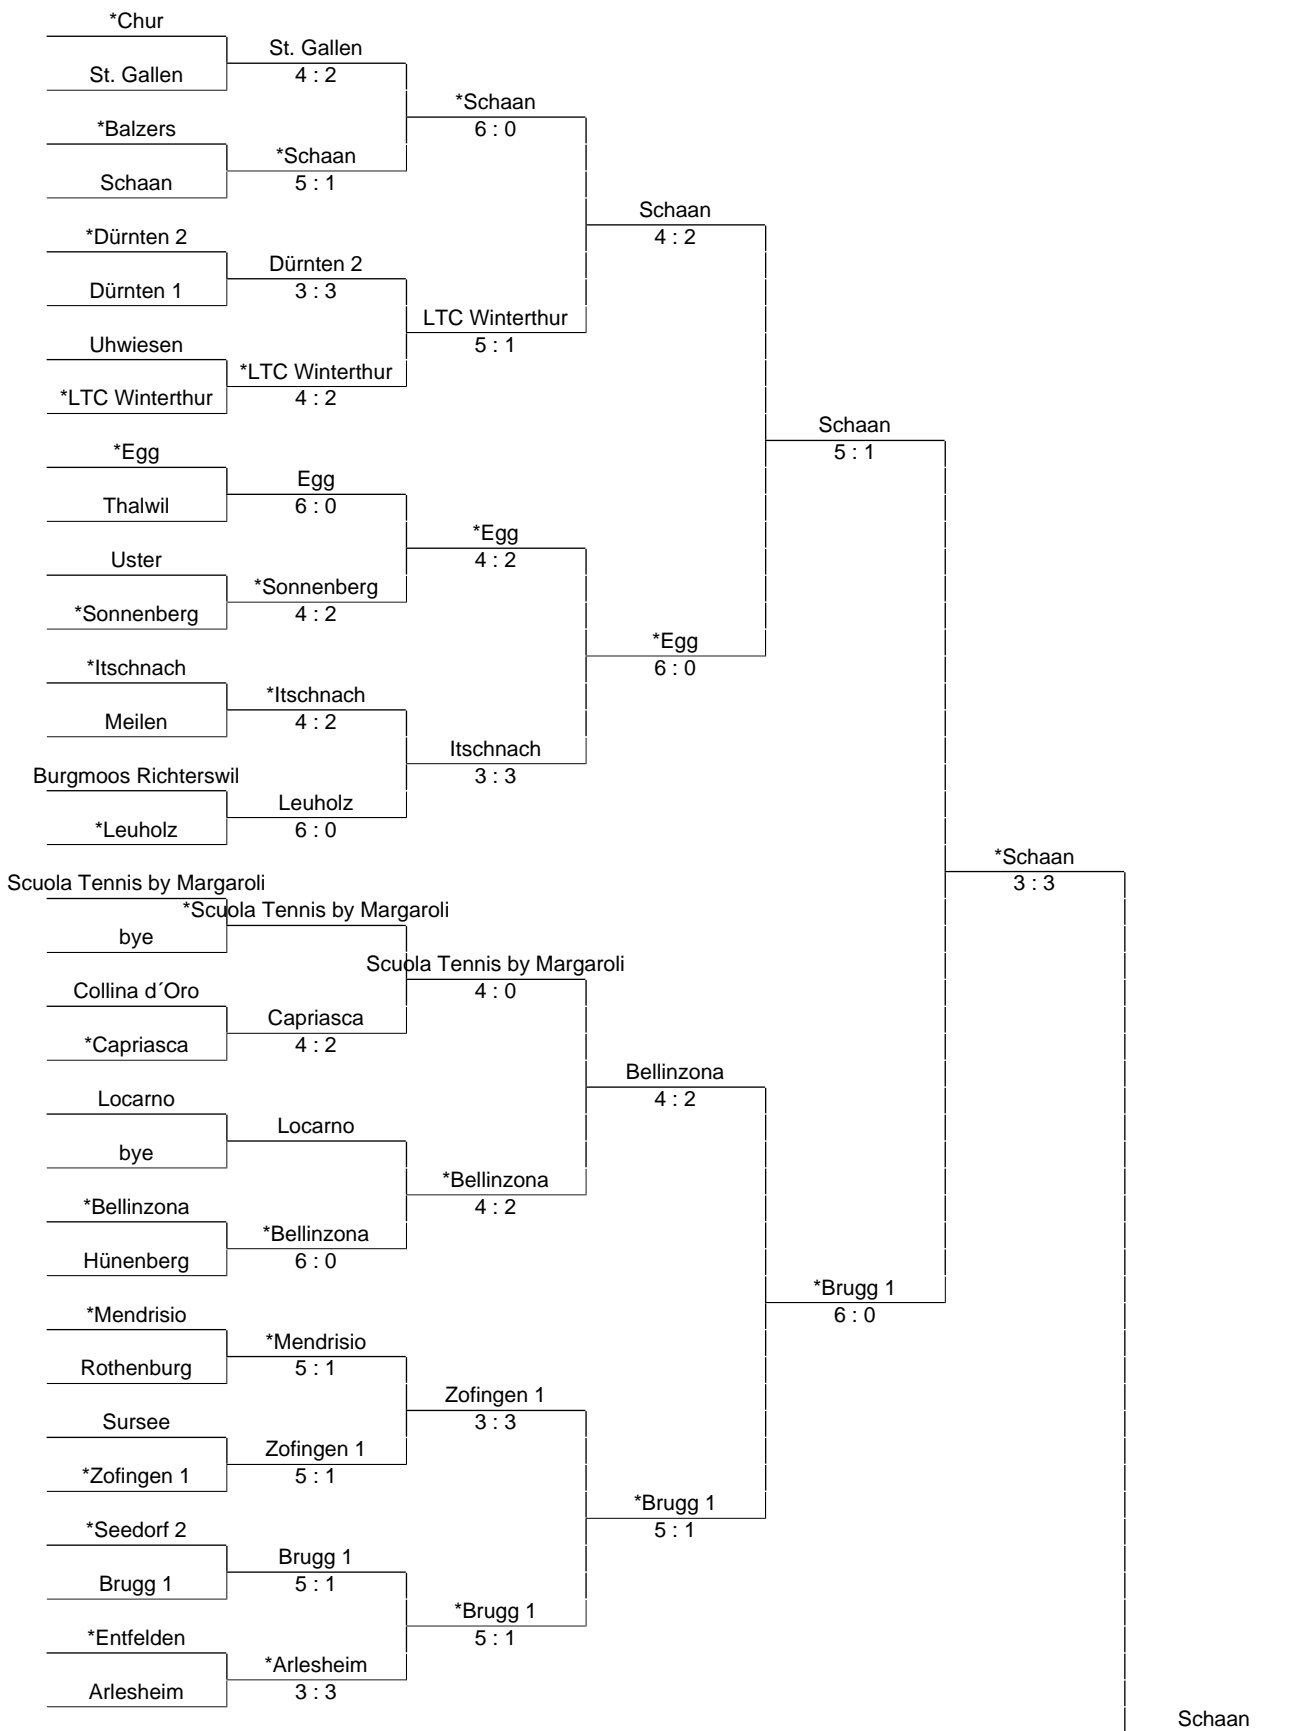 *Chur
St. Gallen
4 : 2
St. Gallen
*Schaan
6 : 0
*Balzers
*Schaan
5 : 1
Schaan
Schaan
4 : 2
*Dürnten 2
Dürnten 2
3 : 3
Dürnten 1
LTC Winterthur
5 : 1
Uhwiesen
*LTC Winterthur
4 : 2
*LTC Winterthur
Schaan
5 : 1
*Egg
Egg
6 : 0
Thalwil
*Egg
4 : 2
Uster
*Sonnenberg
4 : 2
*Sonnenberg
*Egg
6 : 0
*Itschnach
*Itschnach
4 : 2
Meilen
Itschnach
3 : 3
Burgmoos Richterswil
Leuholz
6 : 0
*Leuholz
*Schaan
3 : 3
Scuola Tennis by Margaroli
*Scuola Tennis by Margaroli
bye
Scuola Tennis by Margaroli
4 : 0
Collina d´Oro
Capriasca
4 : 2
*Capriasca
Bellinzona
4 : 2
Locarno
Locarno
bye
*Bellinzona
4 : 2
*Bellinzona
*Bellinzona
6 : 0
Hünenberg
*Brugg 1
6 : 0
*Mendrisio
*Mendrisio
5 : 1
Rothenburg
Zofingen 1
3 : 3
Sursee
Zofingen 1
5 : 1
*Zofingen 1
*Brugg 1
5 : 1
*Seedorf 2
Brugg 1
5 : 1
Brugg 1
*Brugg 1
5 : 1
*Entfelden
*Arlesheim
3 : 3
Arlesheim
Schaan